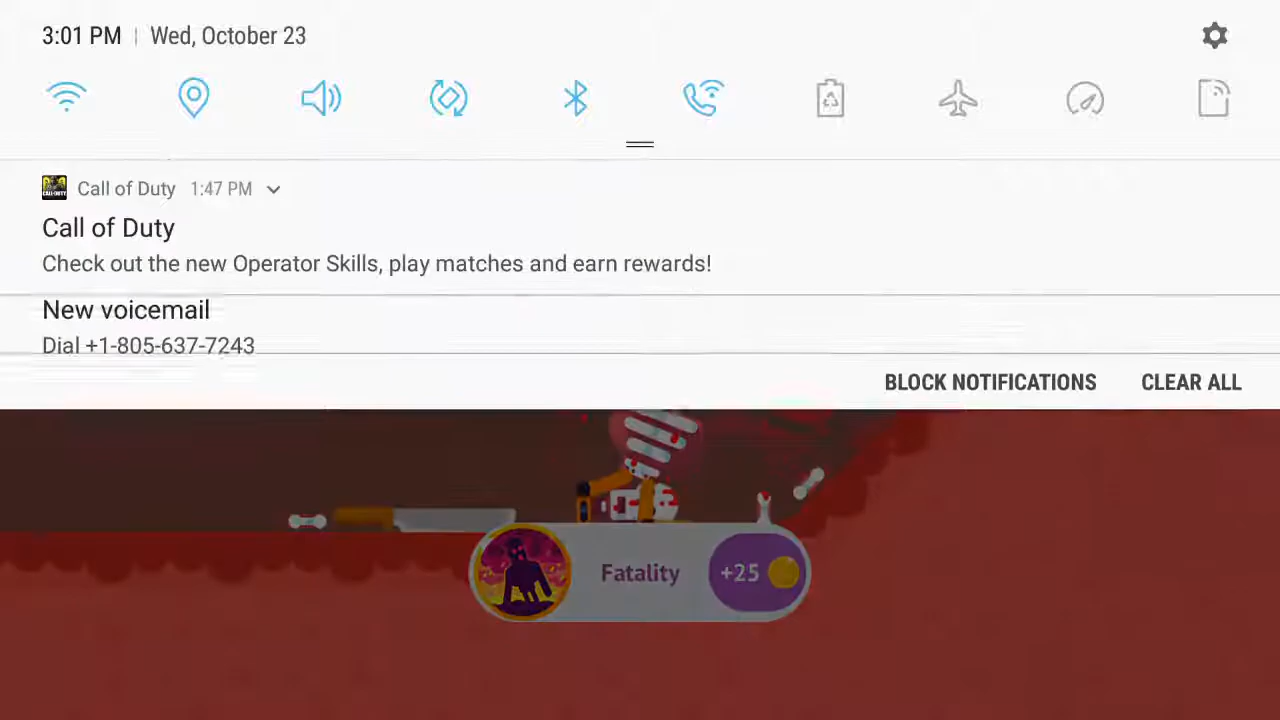 3:01 PM | Wed, October 23
Call of Duty 1:47 PM
Call of Duty
Check out the new Operator Skills, play matches and earn rewards!
New voicemail
Dial +1-805-637-7243
BLOCK NOTIFICATIONS CLEAR ALL
Fatality +25